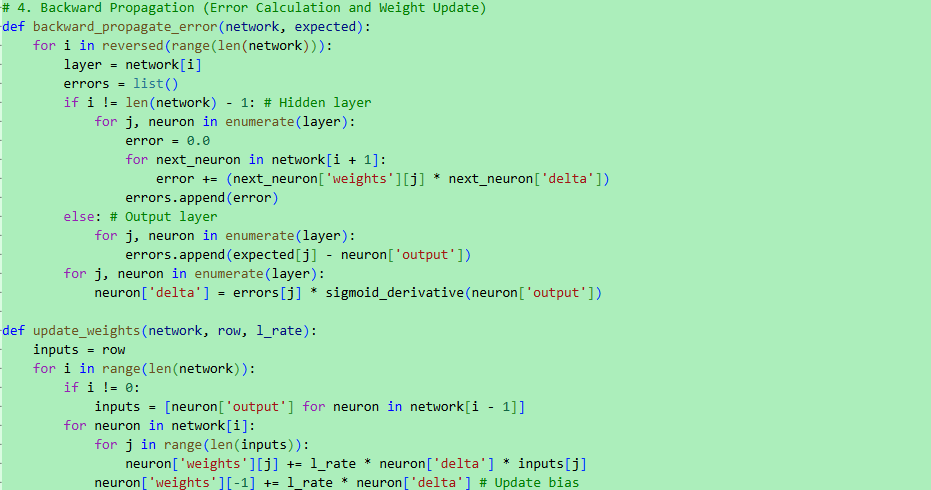 # 4. Backward Propagation (Error Calculation and Weight Update)
def backward_propagate_error(network, expected):
    for i in reversed(range(len(network))):
        layer = network[i]
        errors = list()
        if i != len(network) - 1: # Hidden layer
            for j, neuron in enumerate(layer):
                error = 0.0
                for next_neuron in network[i + 1]:
                    error += (next_neuron['weights'][j] * next_neuron['delta'])
                errors.append(error)
        else: # Output layer
            for j, neuron in enumerate(layer):
                errors.append(expected[j] - neuron['output'])
        for j, neuron in enumerate(layer):
            neuron['delta'] = errors[j] * sigmoid_derivative(neuron['output'])

def update_weights(network, row, l_rate):
    inputs = row
    for i in range(len(network)):
        if i != 0:
            inputs = [neuron['output'] for neuron in network[i - 1]]
        for neuron in network[i]:
            for j in range(len(inputs)):
                neuron['weights'][j] += l_rate * neuron['delta'] * inputs[j]
            neuron['weights'][-1] += l_rate * neuron['delta'] # Update bias